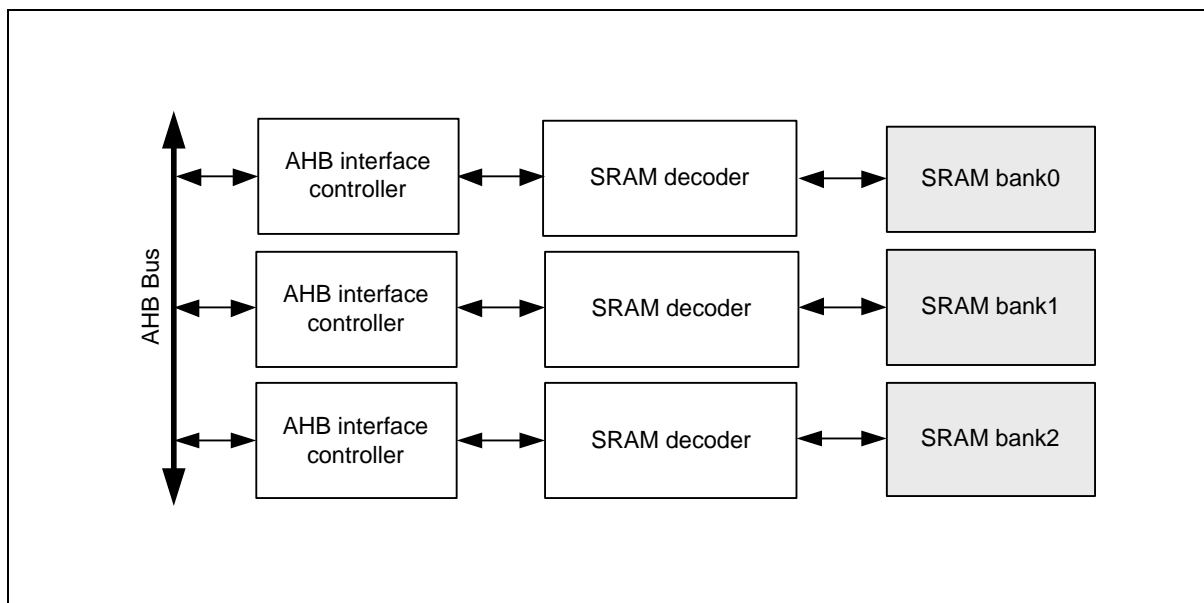 AHB Bus
AHB interface
controller
SRAM decoder
SRAM bank0
AHB interface
controller
SRAM decoder
SRAM bank1
AHB interface
controller
SRAM decoder
SRAM bank2